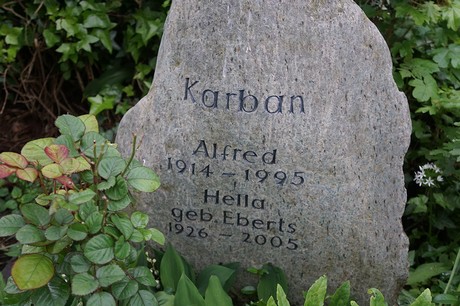 Karban
Alfred
1914 - 1995
Hella
geb. Eberts
1926 - 2005